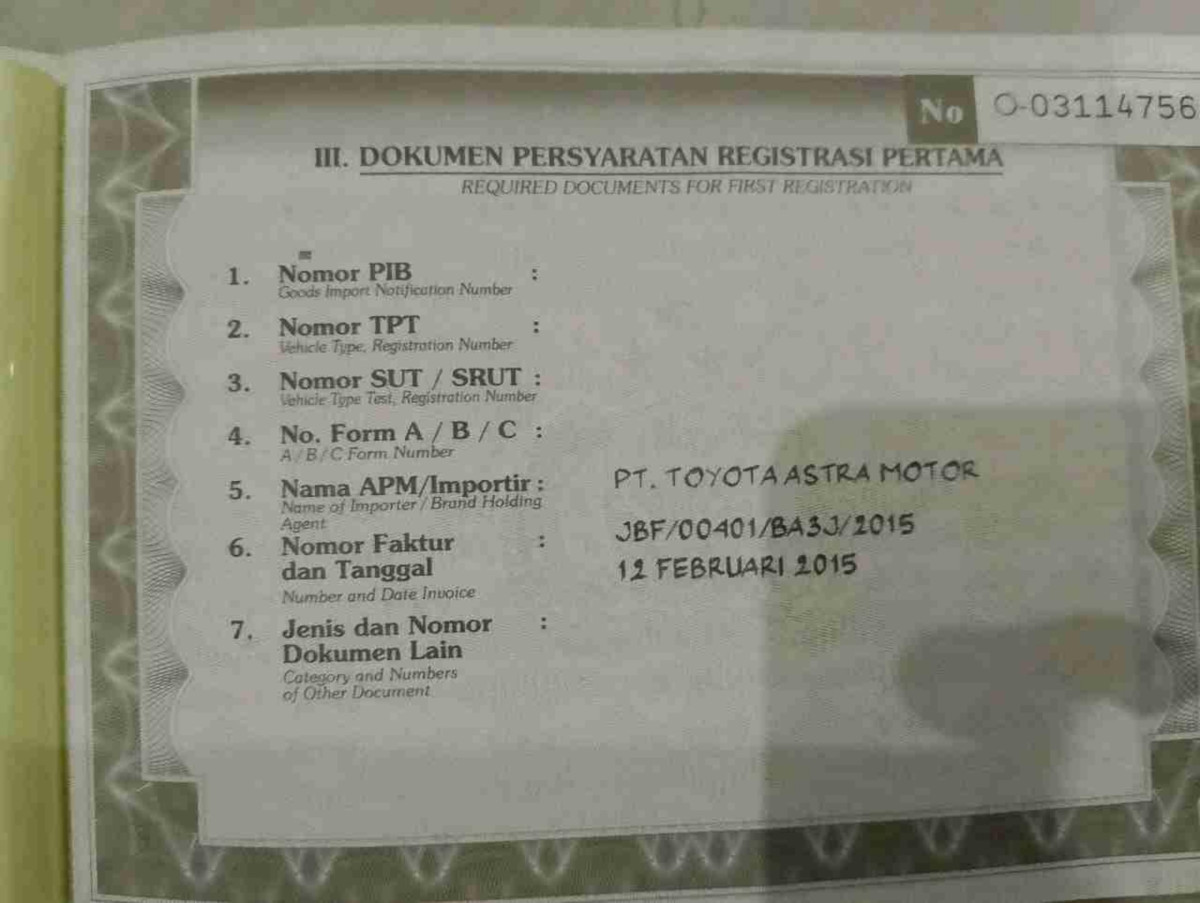 No O-03114756
III. DOKUMEN PERSYARATAN REGISTRASI PERTAMA
REQUIRED DOCUMENTS FOR FIRST REGISTRATION
1. Nomor PIB :
Goods Import Notification Number
2. Nomor TPT :
Vehicle Type, Registration Number
3. Nomor SUT / SRUT :
Vehicle Type Test, Registration Number
4. No. Form A / B / C :
A / B / C Form Number
5. Nama APM/Importir : PT. TOYOTA ASTRA MOTOR
Name of Importer / Brand Holding
Agent
6. Nomor Faktur : JBF/00401/BA3J/2015
dan Tanggal 12 FEBRUARI 2015
Number and Date Invoice
7. Jenis dan Nomor :
Dokumen Lain
Category and Numbers
of Other Document